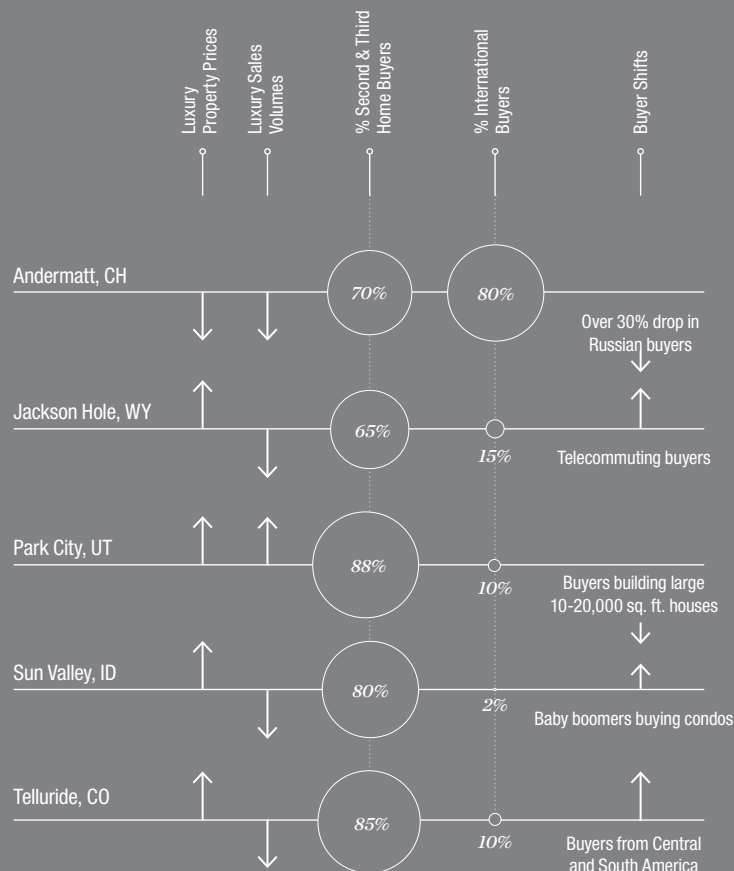 Luxury
Property Prices
Luxury Sales
Volumes
% Second & Third
Home Buyers
% International
Buyers
Buyer Shifts
Andermatt, CH
70%
80%
Over 30% drop in
Russian buyers
Jackson Hole, WY
65%
15%
Telecommuting buyers
Park City, UT
88%
10%
Buyers building large
10-20,000 sq. ft. houses
Sun Valley, ID
80%
2%
Baby boomers buying condos
Telluride, CO
85%
10%
Buyers from Central
and South America